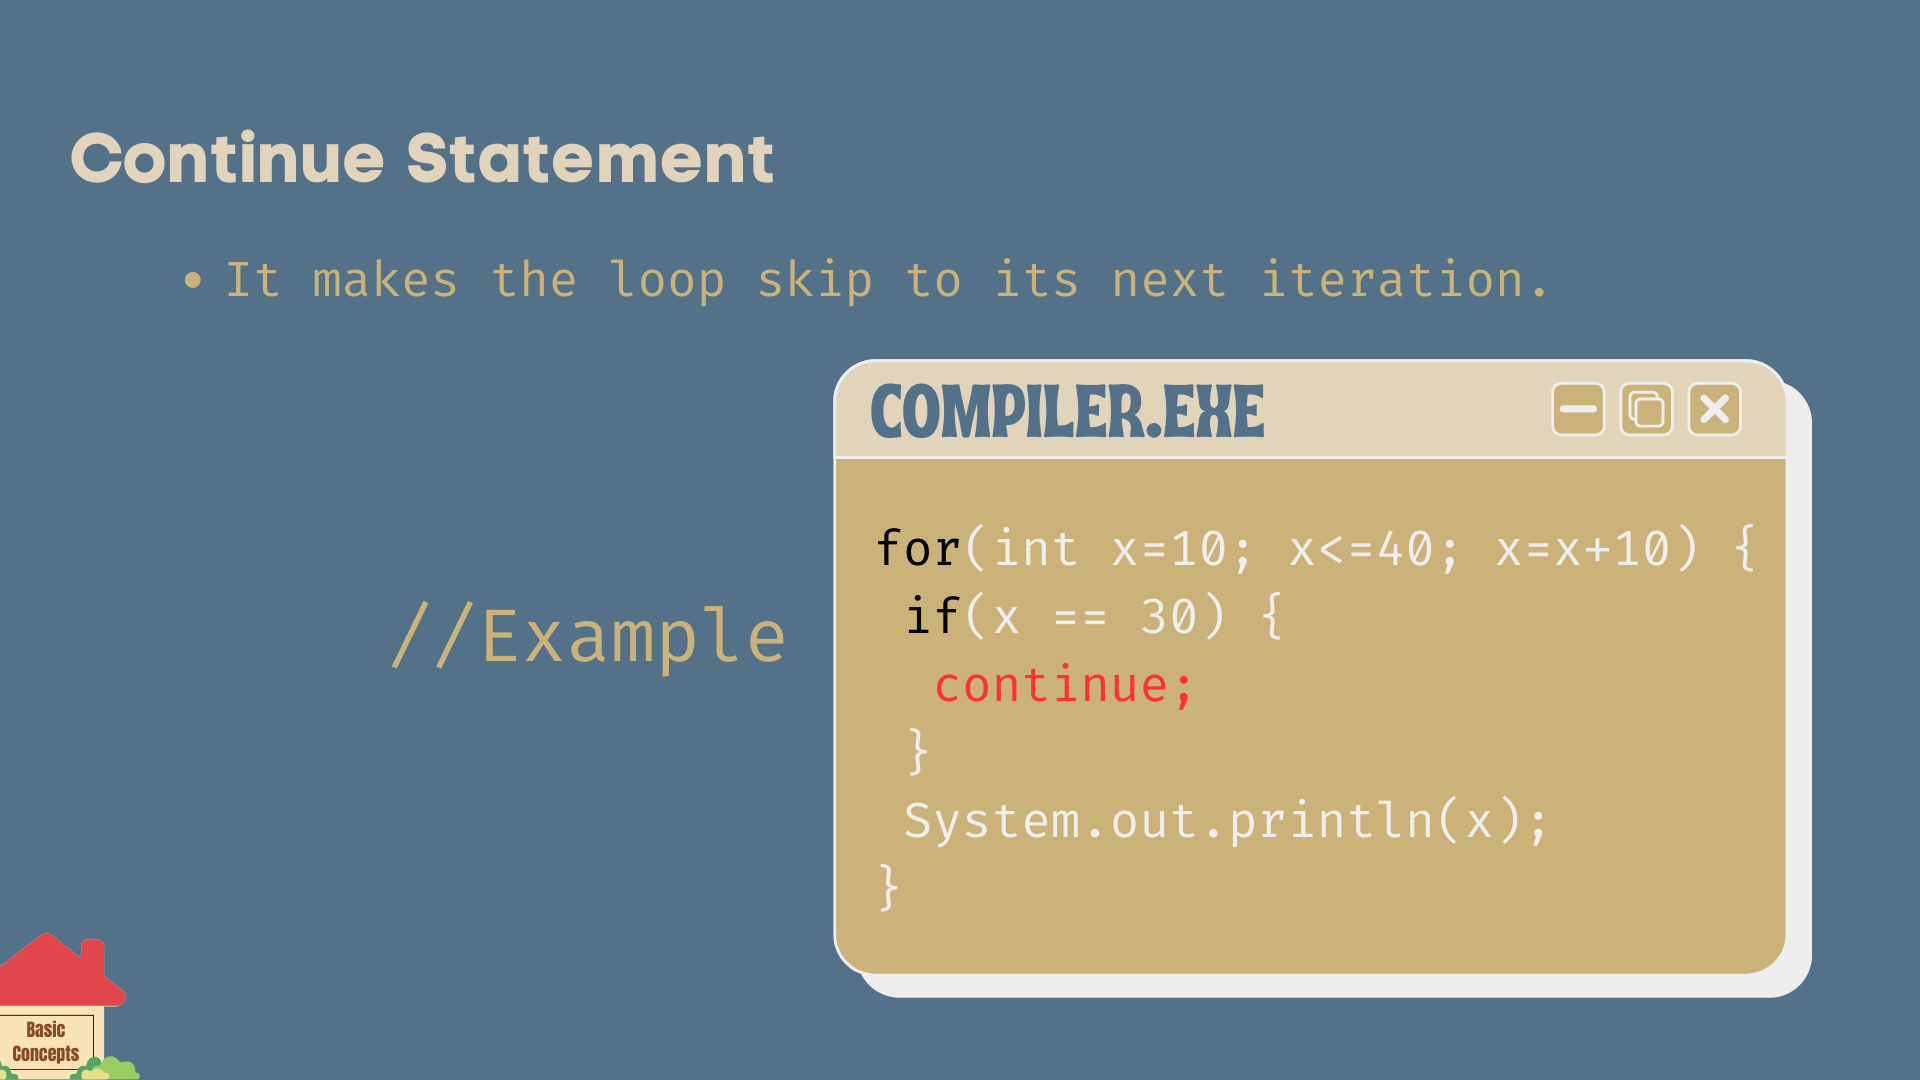 Continue Statement
• It makes the loop skip to its next iteration.
COMPILER.EXE
//Example
for(int x=10; x<=40; x=x+10) {
 if(x == 30) {
  continue;
 }
 System.out.println(x);
}
Basic
Concepts